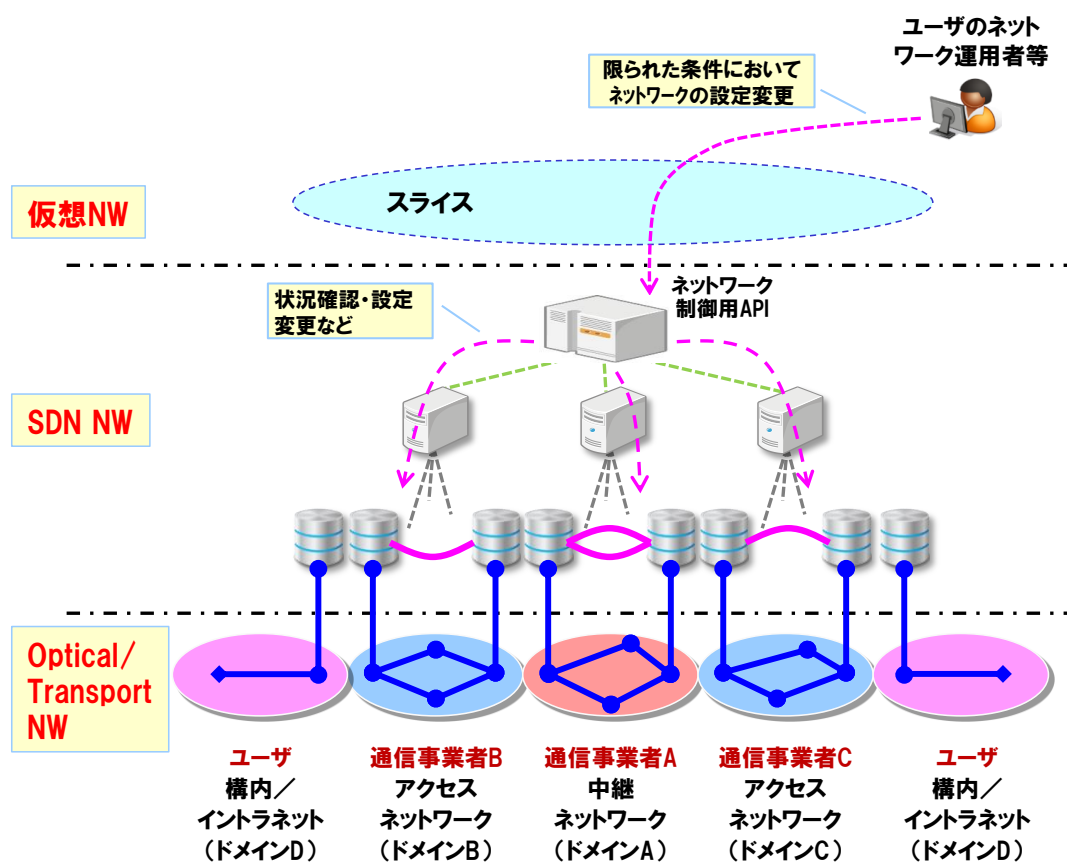 ユーザのネット
ワーク運用者等
限られた条件において
ネットワークの設定変更
スライス
仮想NW
ネットワーク
制御用API
状況確認・設定
変更など
SDN NW
Optical/
Transport
NW
ユーザ
構内／
イントラネット
（ドメインD）
通信事業者B
アクセス
ネットワーク
（ドメインB）
通信事業者A
中継
ネットワーク
（ドメインA）
通信事業者C
アクセス
ネットワーク
（ドメインC）
ユーザ
構内／
イントラネット
（ドメインD）